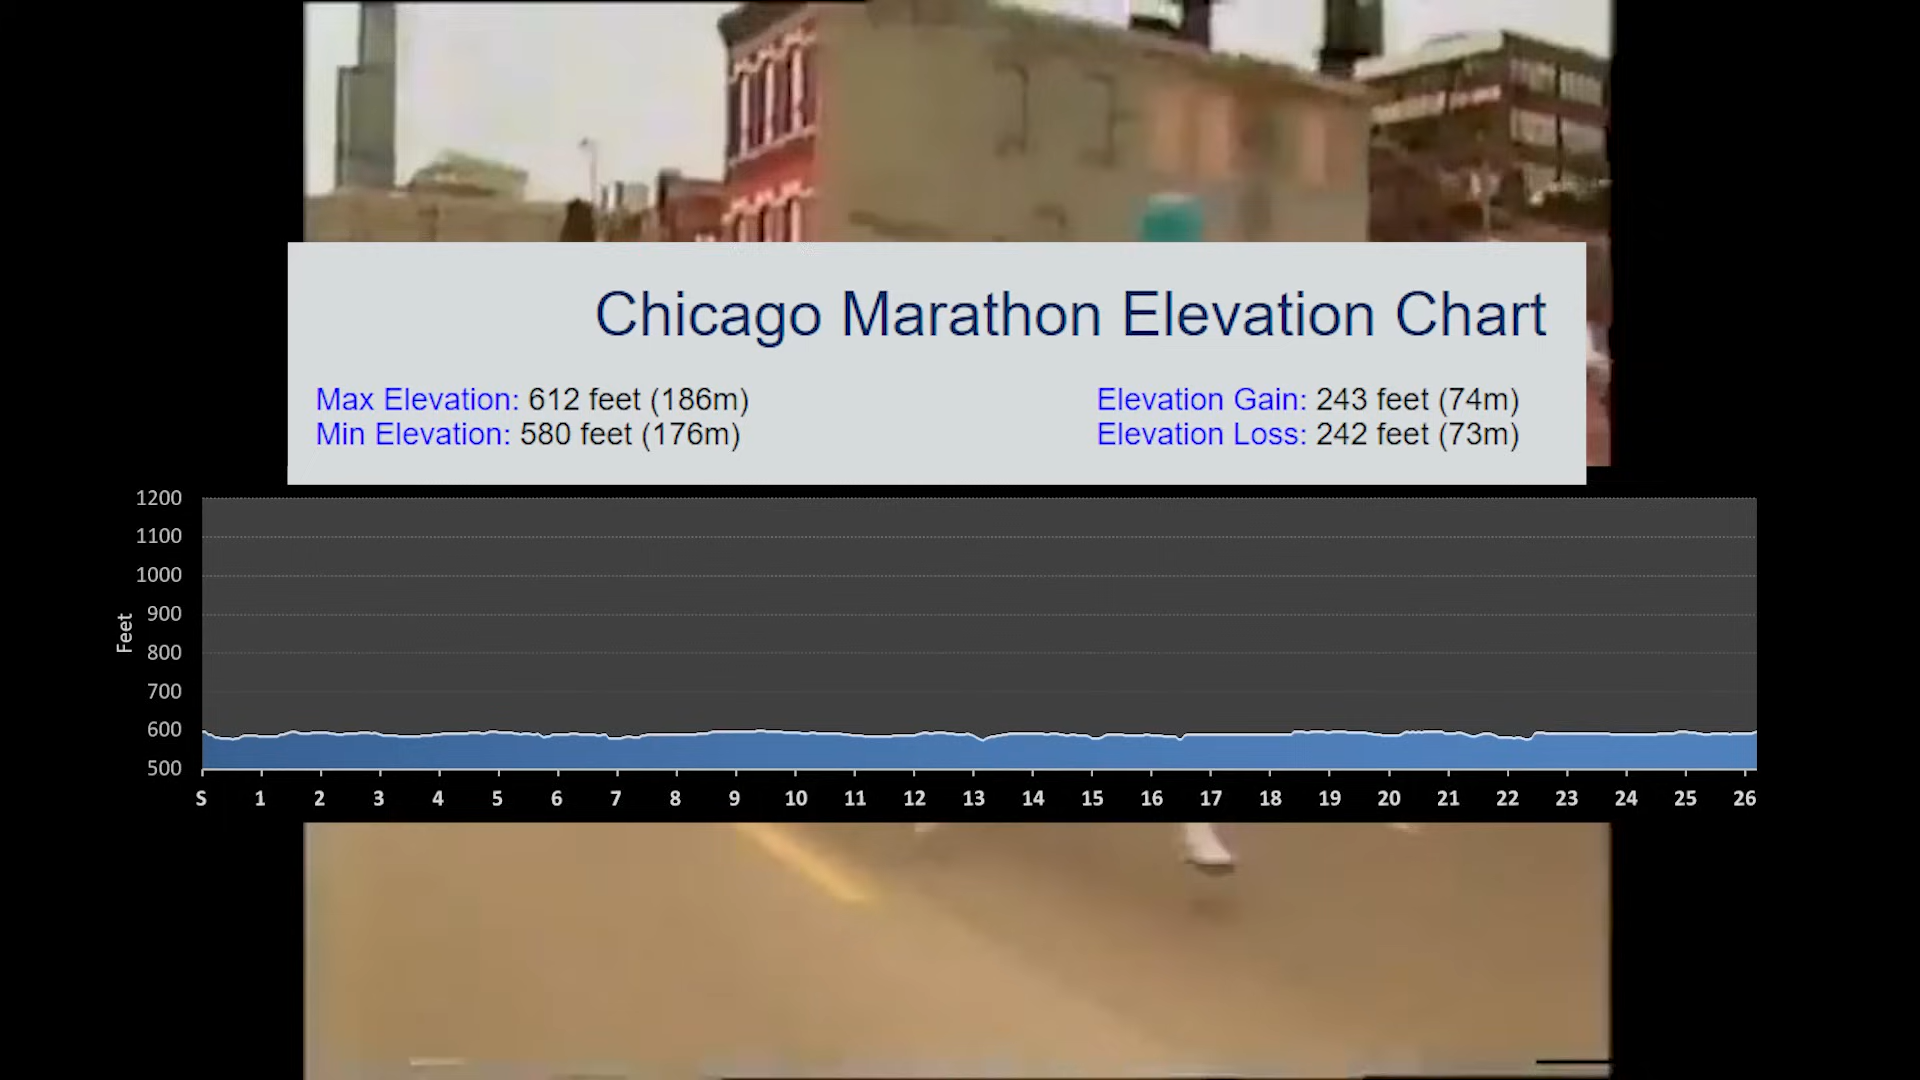 Chicago Marathon Elevation Chart
Max Elevation: 612 feet (186m)
Elevation Gain: 243 feet (74m)
Min Elevation: 580 feet (176m)
Elevation Loss: 242 feet (73m)
1200
1100
1000
900
800
700
600
500
Feet
S 1 2 3 4 5 6 7 8 9 10 11 12 13 14 15 16 17 18 19 20 21 22 23 24 25 26